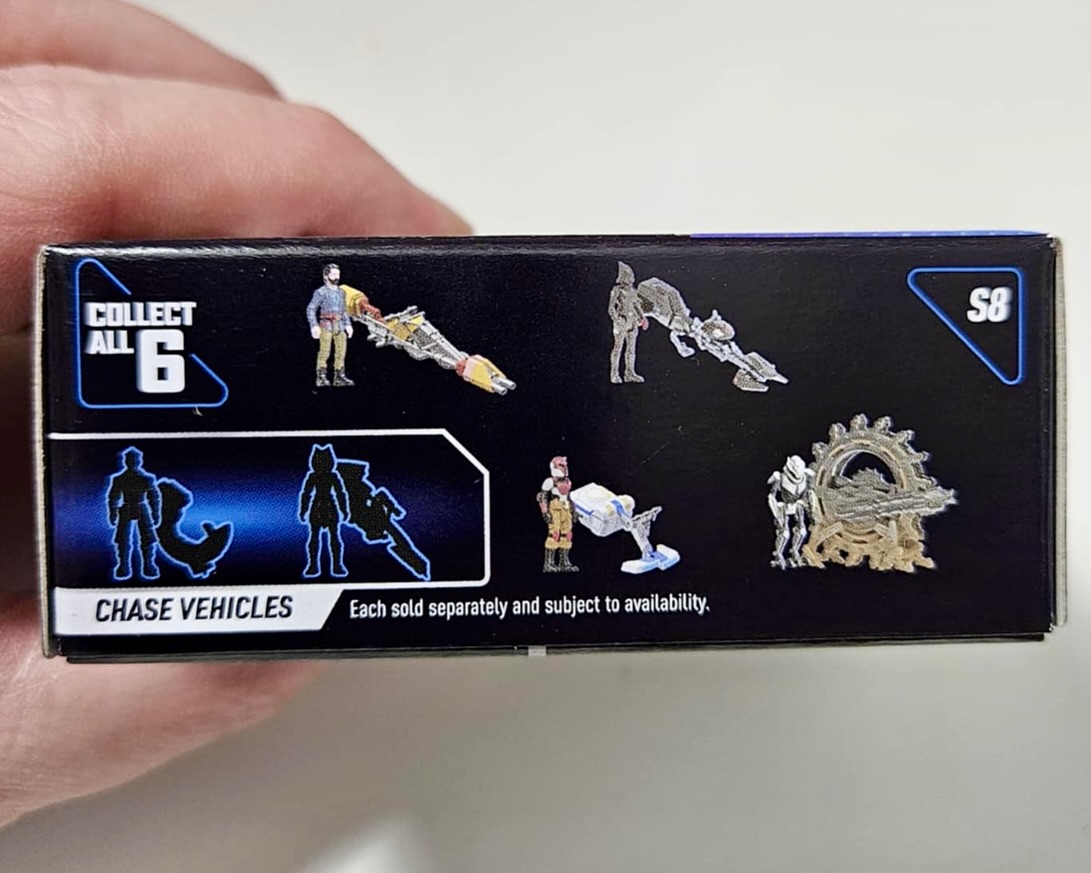 COLLECT
ALL 6
S8
CHASE VEHICLES
Each sold separately and subject to availability.